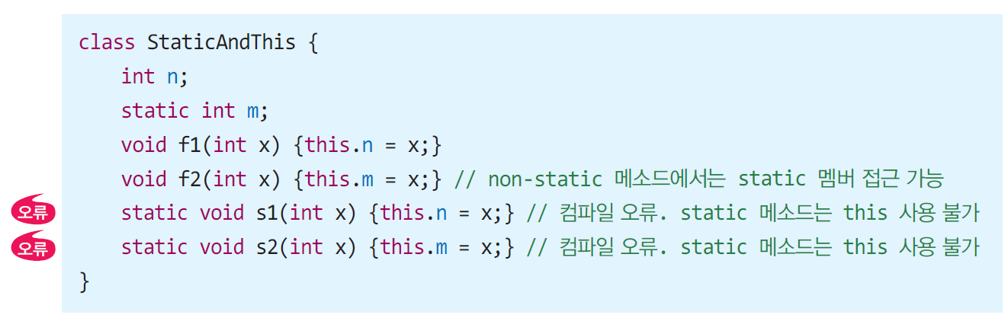 class StaticAndThis {
int n;
static int m;
void f1(int x) {this.n = x;}
void f2(int x) {this.m = x;} // non-static 메소드에서는 static 멤버 접근 가능
오류 static void s1(int x) {this.n = x;} // 컴파일 오류. static 메소드는 this 사용 불가
오류 static void s2(int x) {this.m = x;} // 컴파일 오류. static 메소드는 this 사용 불가
}